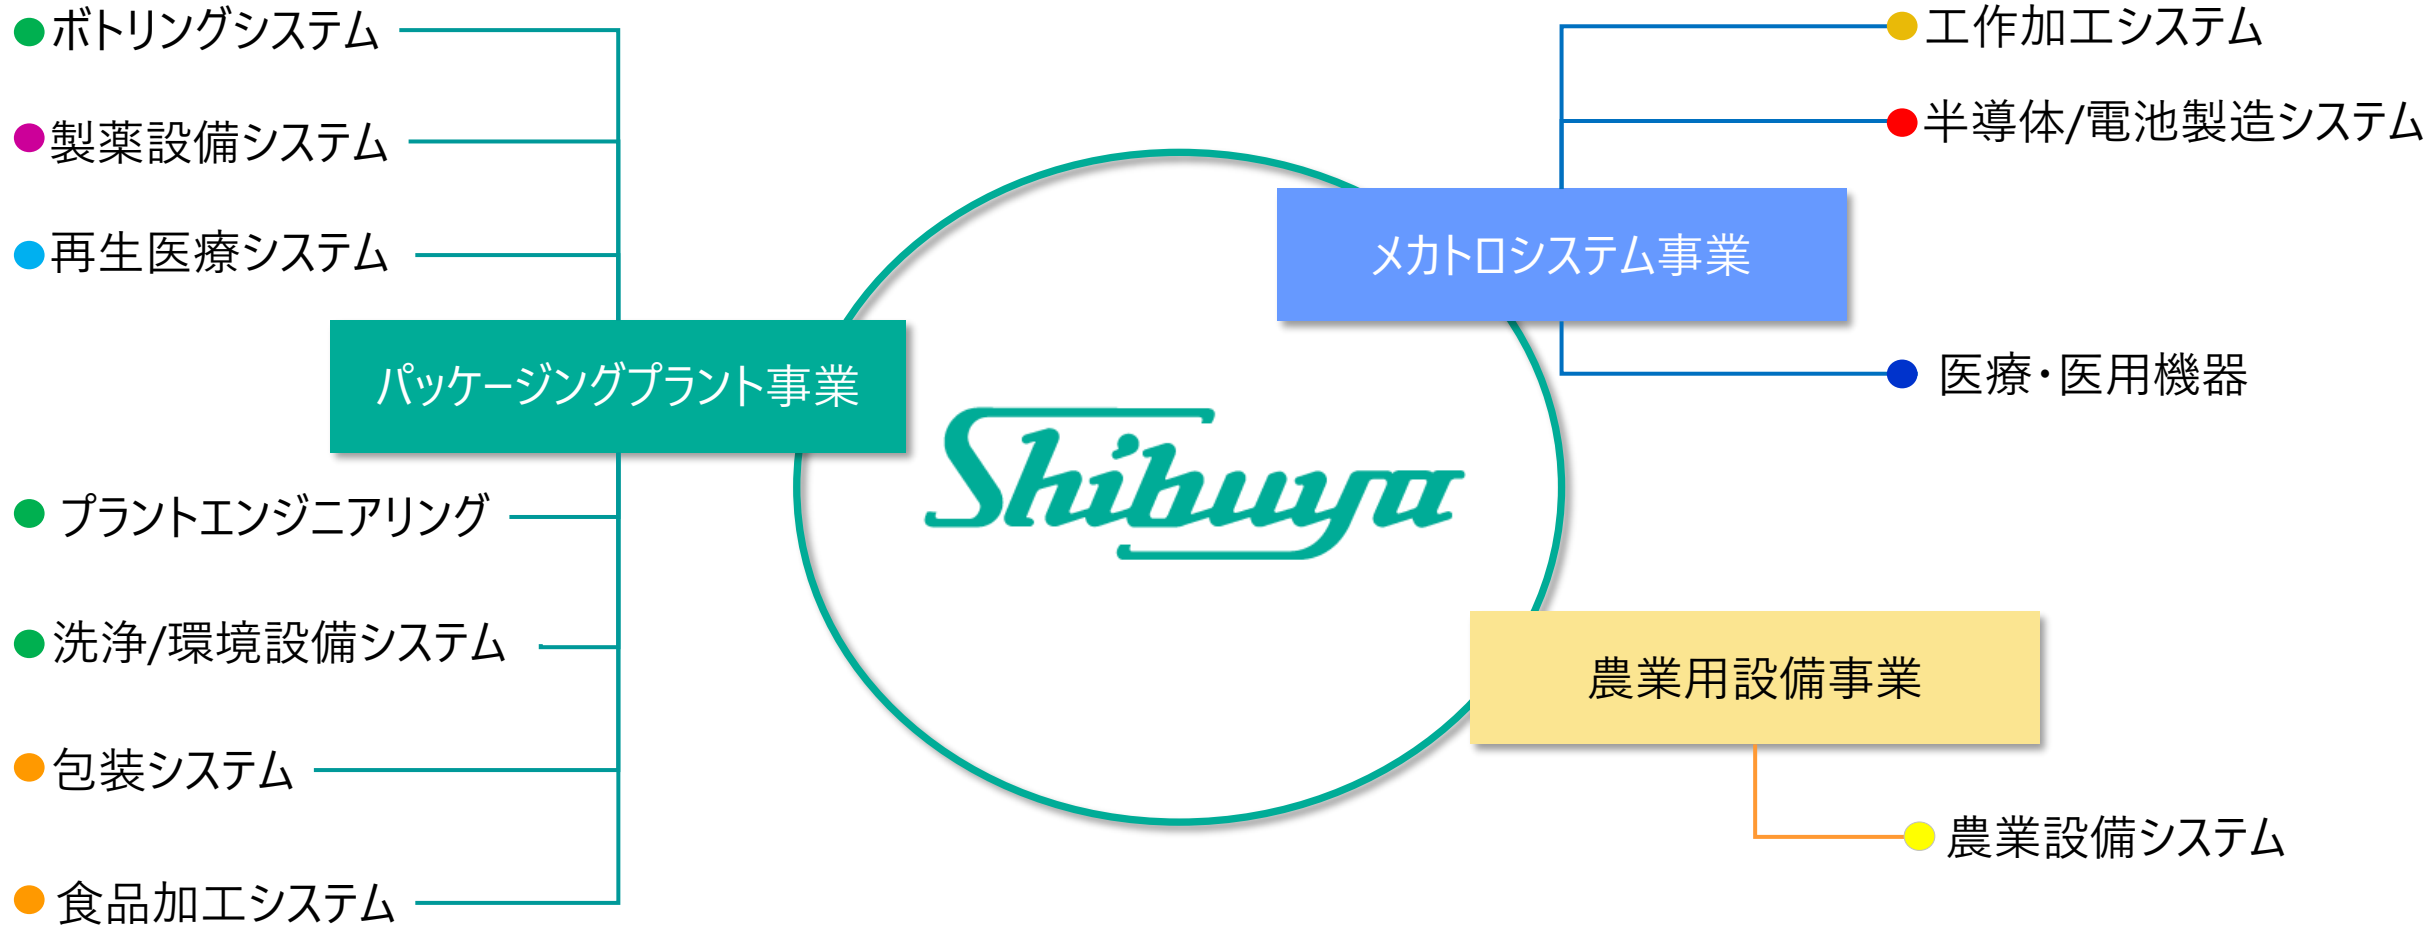 ボトリングシステム
製薬設備システム
再生医療システム
パッケージングプラント事業
プラントエンジニアリング
洗浄/環境設備システム
包装システム
食品加工システム
Shibuya
工作加工システム
半導体/電池製造システム
メカトロシステム事業
医療・医用機器
農業用設備事業
農業設備システム